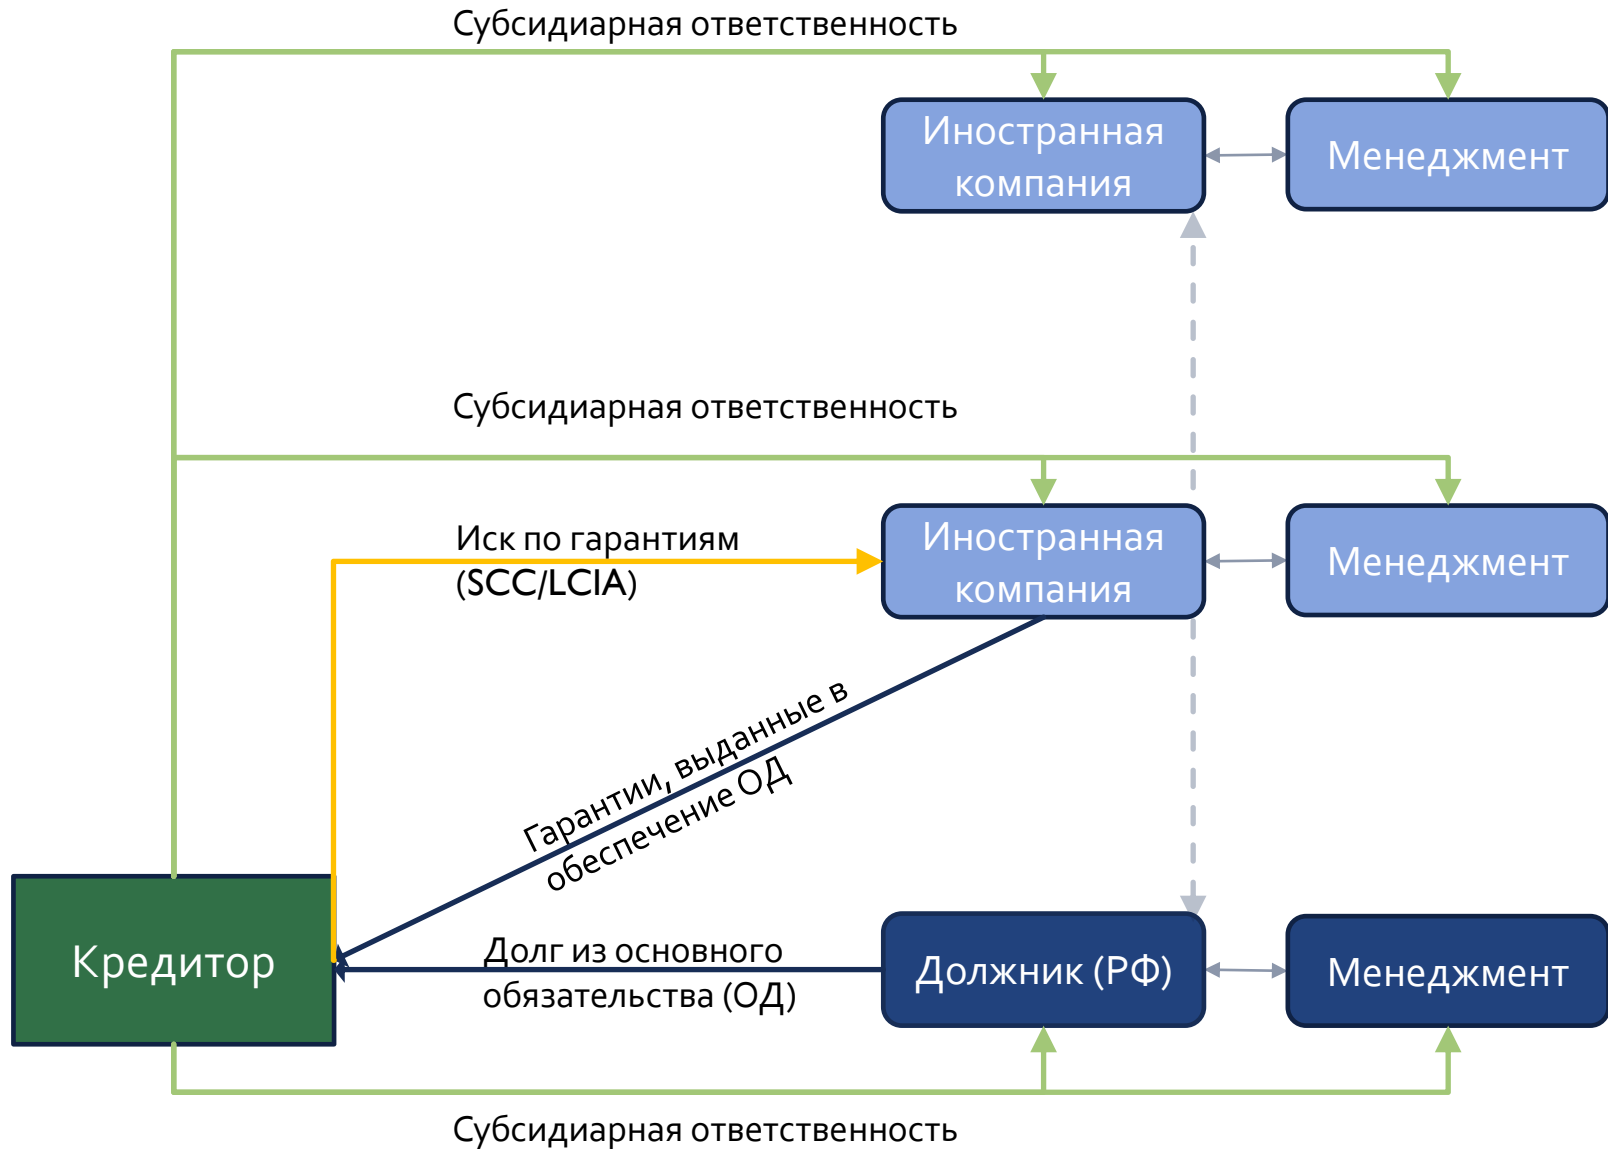 Субсидиарная ответственность
Иностранная
компания
Менеджмент
Субсидиарная ответственность
Иск по гарантиям
(SCC/LCIA)
Иностранная
компания
Менеджмент
Гарантии, выданные в
обеспечение ОД
Кредитор
Долг из основного
обязательства (ОД)
Должник (РФ)
Менеджмент
Субсидиарная ответственность